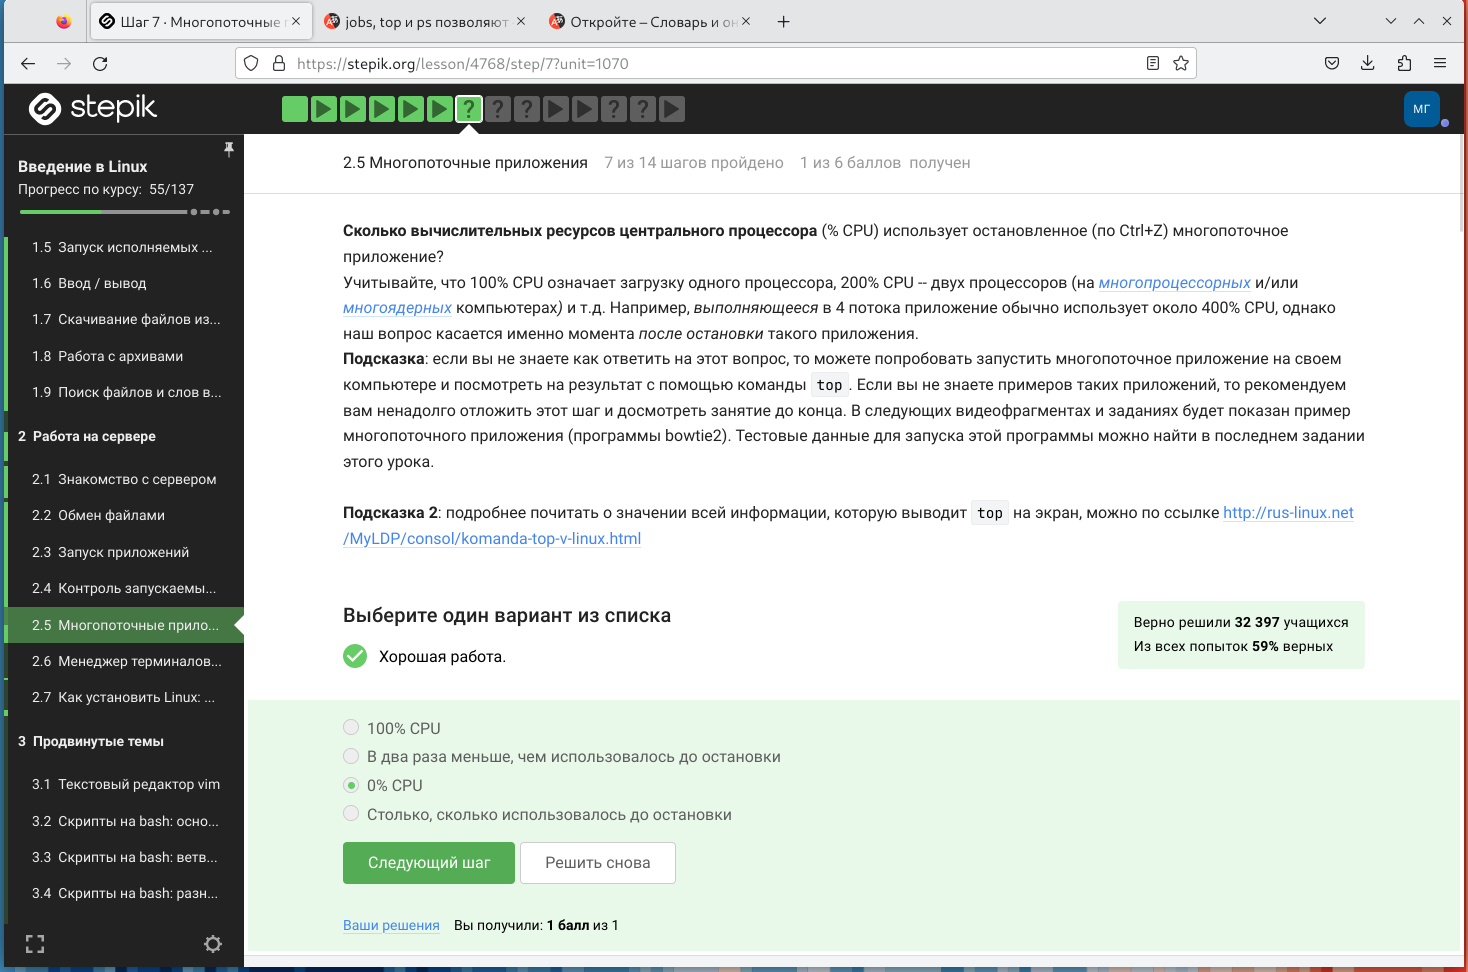 Шаг 7 · Многопоточные
jobs, top и ps позволяют
Откройте – Словарь и он
https://stepik.org/lesson/4768/step/7?unit=1070
stepik
? ? ? ? ?
МГ
Введение в Linux
Прогресс по курсу: 55/137
1.5 Запуск исполняемых ...
1.6 Ввод / вывод
1.7 Скачивание файлов из...
1.8 Работа с архивами
1.9 Поиск файлов и слов в...
2 Работа на сервере
2.1 Знакомство с сервером
2.2 Обмен файлами
2.3 Запуск приложений
2.4 Контроль запускаемы...
2.5 Многопоточные прило...
2.6 Менеджер терминалов...
2.7 Как установить Linux: ...
3 Продвинутые темы
3.1 Текстовый редактор vim
3.2 Скрипты на bash: осно...
3.3 Скрипты на bash: ветв...
3.4 Скрипты на bash: разн...
2.5 Многопоточные приложения 7 из 14 шагов пройдено 1 из 6 баллов получен
Сколько вычислительных ресурсов центрального процессора (% CPU) использует остановленное (по Ctrl+Z) многопоточное
приложение?
Учитывайте, что 100% CPU означает загрузку одного процессора, 200% CPU -- двух процессоров (на многопроцессорных и/или
многоядерных компьютерах) и т.д. Например, выполняющееся в 4 потока приложение обычно использует около 400% CPU, однако
наш вопрос касается именно момента после остановки такого приложения.
Подсказка: если вы не знаете как ответить на этот вопрос, то можете попробовать запустить многопоточное приложение на своем
компьютере и посмотреть на результат с помощью команды top . Если вы не знаете примеров таких приложений, то рекомендуем
вам ненадолго отложить этот шаг и досмотреть занятие до конца. В следующих видеофрагментах и заданиях будет показан пример
многопоточного приложения (программы bowtie2). Тестовые данные для запуска этой программы можно найти в последнем задании
этого урока.
Подсказка 2: подробнее почитать о значении всей информации, которую выводит top на экран, можно по ссылке http://rus-linux.net
/MyLDP/consol/komanda-top-v-linux.html
Выберите один вариант из списка
Хорошая работа.
Верно решили 32 397 учащихся
Из всех попыток 59% верных
100% CPU
В два раза меньше, чем использовалось до остановки
0% CPU
Столько, сколько использовалось до остановки
Следующий шаг
Решить снова
Ваши решения Вы получили: 1 балл из 1